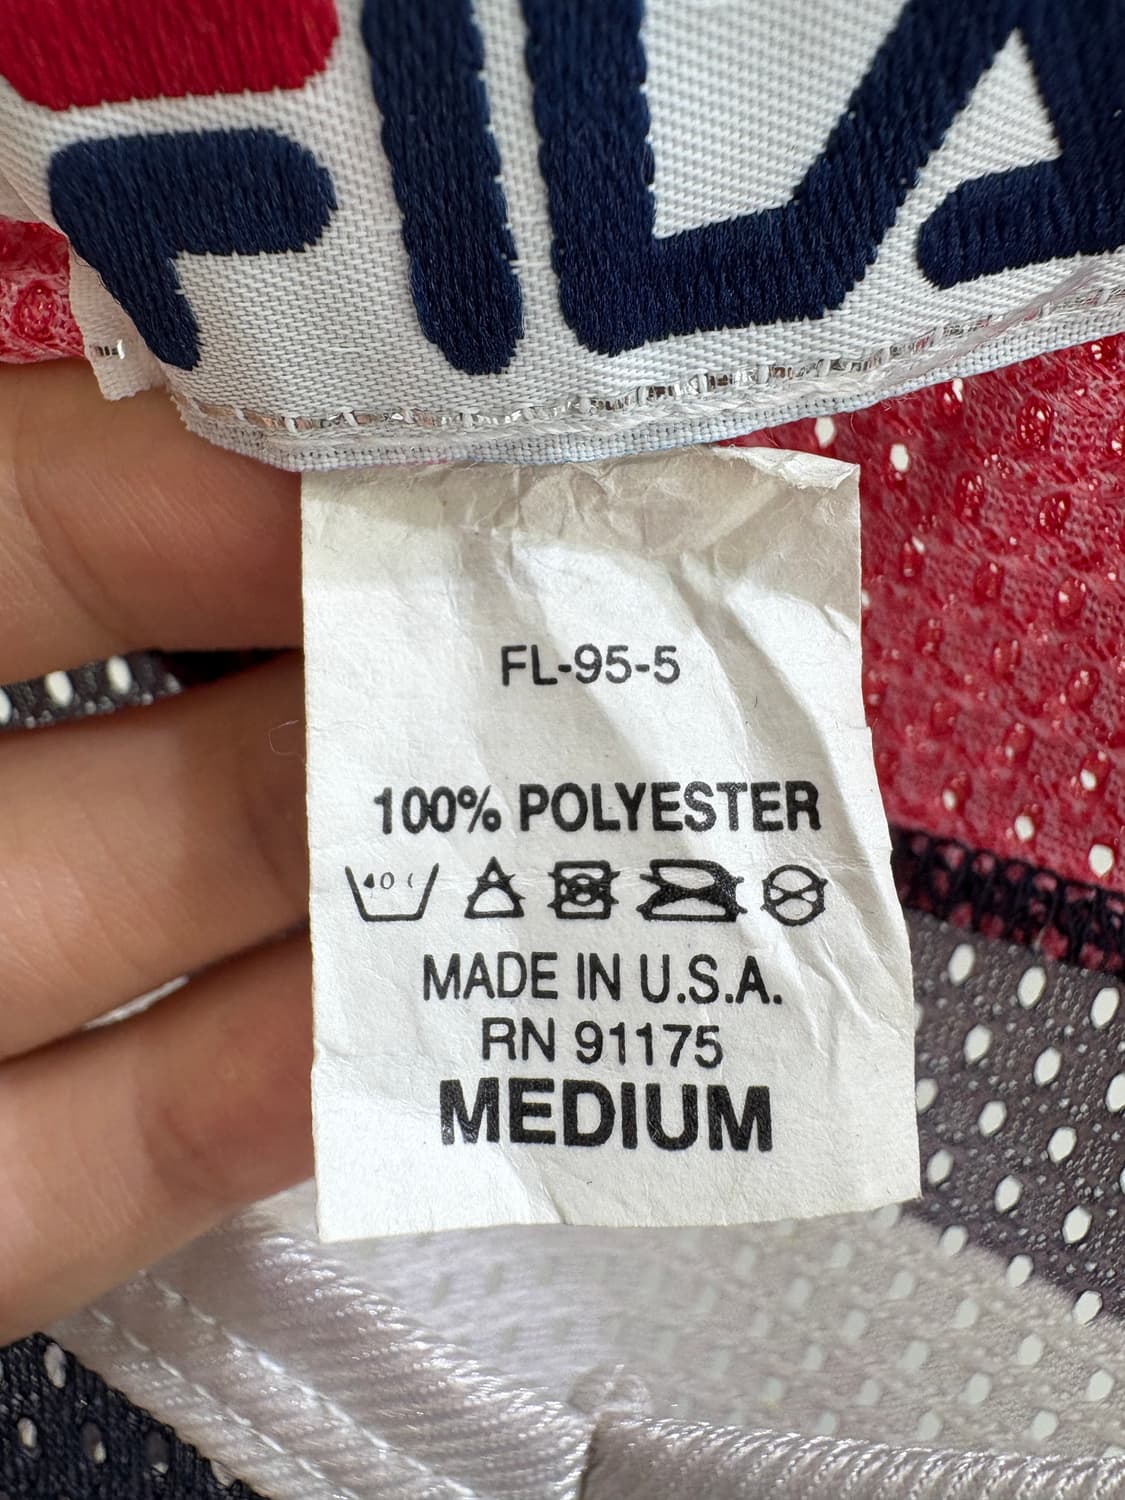 FILA
FL-95-5
100% POLYESTER
40
MADE IN U.S.A.
RN 91175
MEDIUM